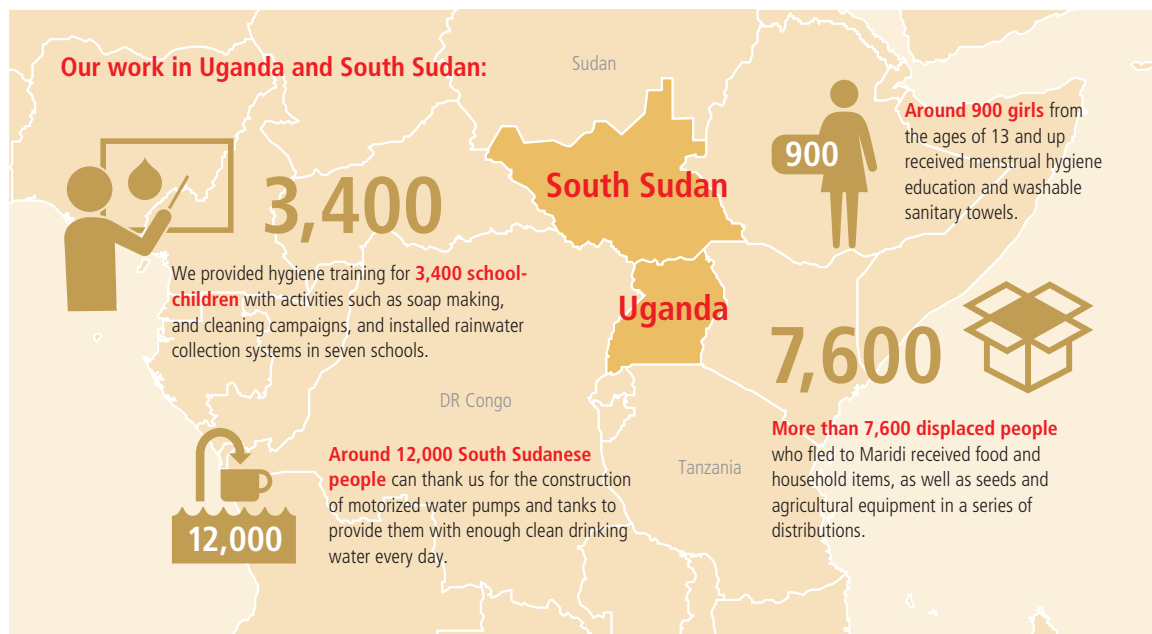 Our work in Uganda and South Sudan:
Sudan
3,400
We provided hygiene training for 3,400 school-
children with activities such as soap making,
and cleaning campaigns, and installed rainwater
collection systems in seven schools.
South Sudan
Uganda
900
Around 900 girls from
the ages of 13 and up
received menstrual hygiene
education and washable
sanitary towels.
7,600
More than 7,600 displaced people
who fled to Maridi received food and
household items, as well as seeds and
agricultural equipment in a series of
distributions.
DR Congo
Tanzania
12,000
Around 12,000 South Sudanese
people can thank us for the construction
of motorized water pumps and tanks to
provide them with enough clean drinking
water every day.